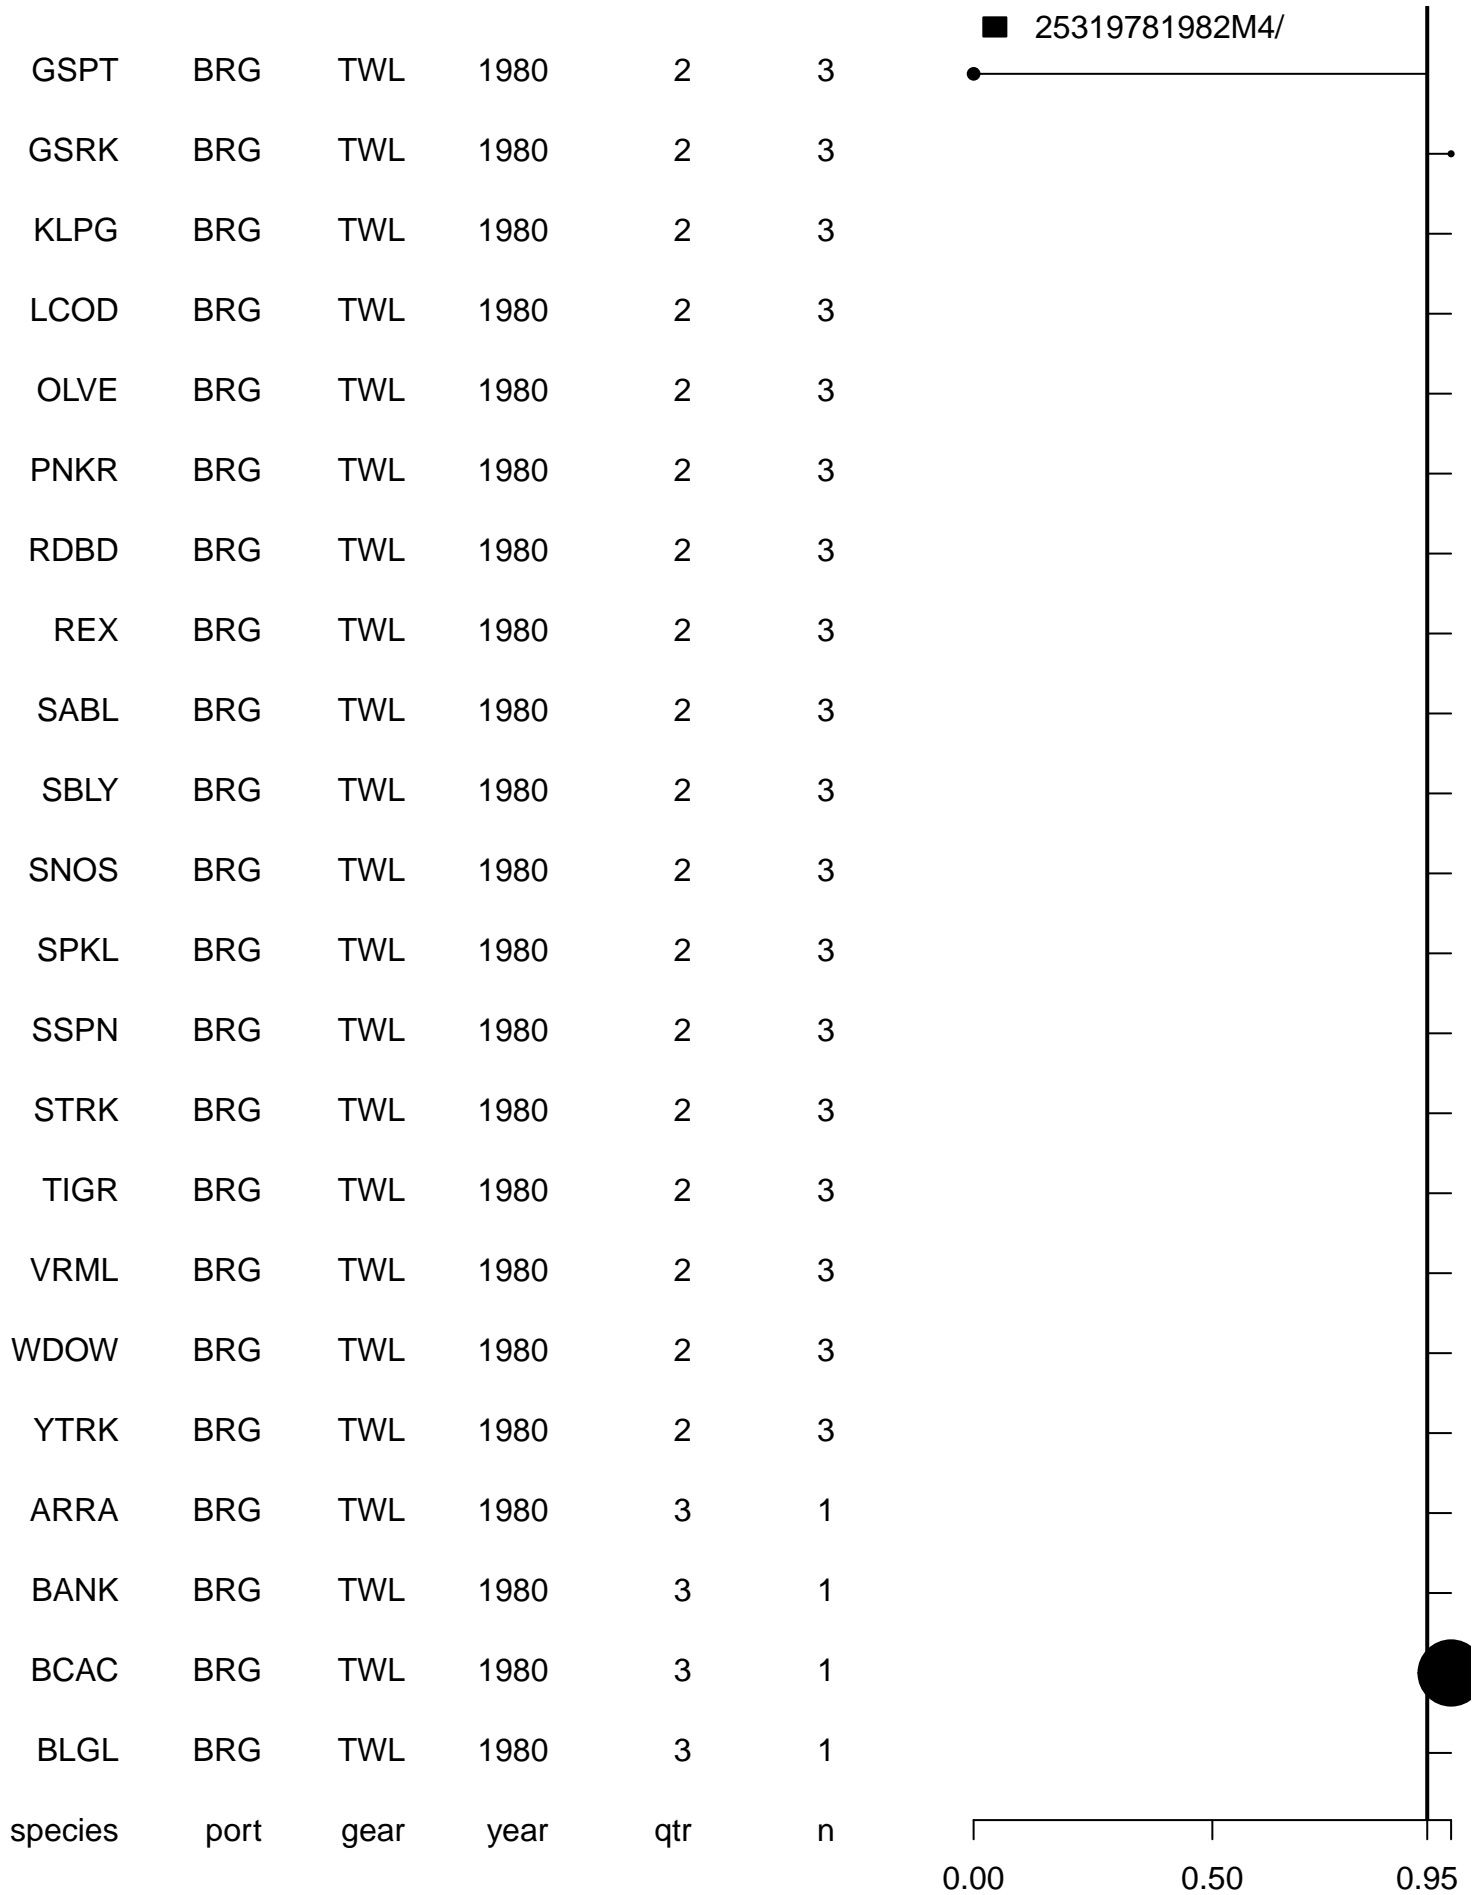 25319781982M4/
GSPT BRG TWL 1980 2 3
GSRK BRG TWL 1980 2 3
KLPG BRG TWL 1980 2 3
LCOD BRG TWL 1980 2 3
OLVE BRG TWL 1980 2 3
PNKR BRG TWL 1980 2 3
RDBD BRG TWL 1980 2 3
REX BRG TWL 1980 2 3
SABL BRG TWL 1980 2 3
SBLY BRG TWL 1980 2 3
SNOS BRG TWL 1980 2 3
SPKL BRG TWL 1980 2 3
SSPN BRG TWL 1980 2 3
STRK BRG TWL 1980 2 3
TIGR BRG TWL 1980 2 3
VRML BRG TWL 1980 2 3
WDOW BRG TWL 1980 2 3
YTRK BRG TWL 1980 2 3
ARRA BRG TWL 1980 3 1
BANK BRG TWL 1980 3 1
BCAC BRG TWL 1980 3 1
BLGL BRG TWL 1980 3 1
species port gear year qtr n
0.00 0.50 0.95